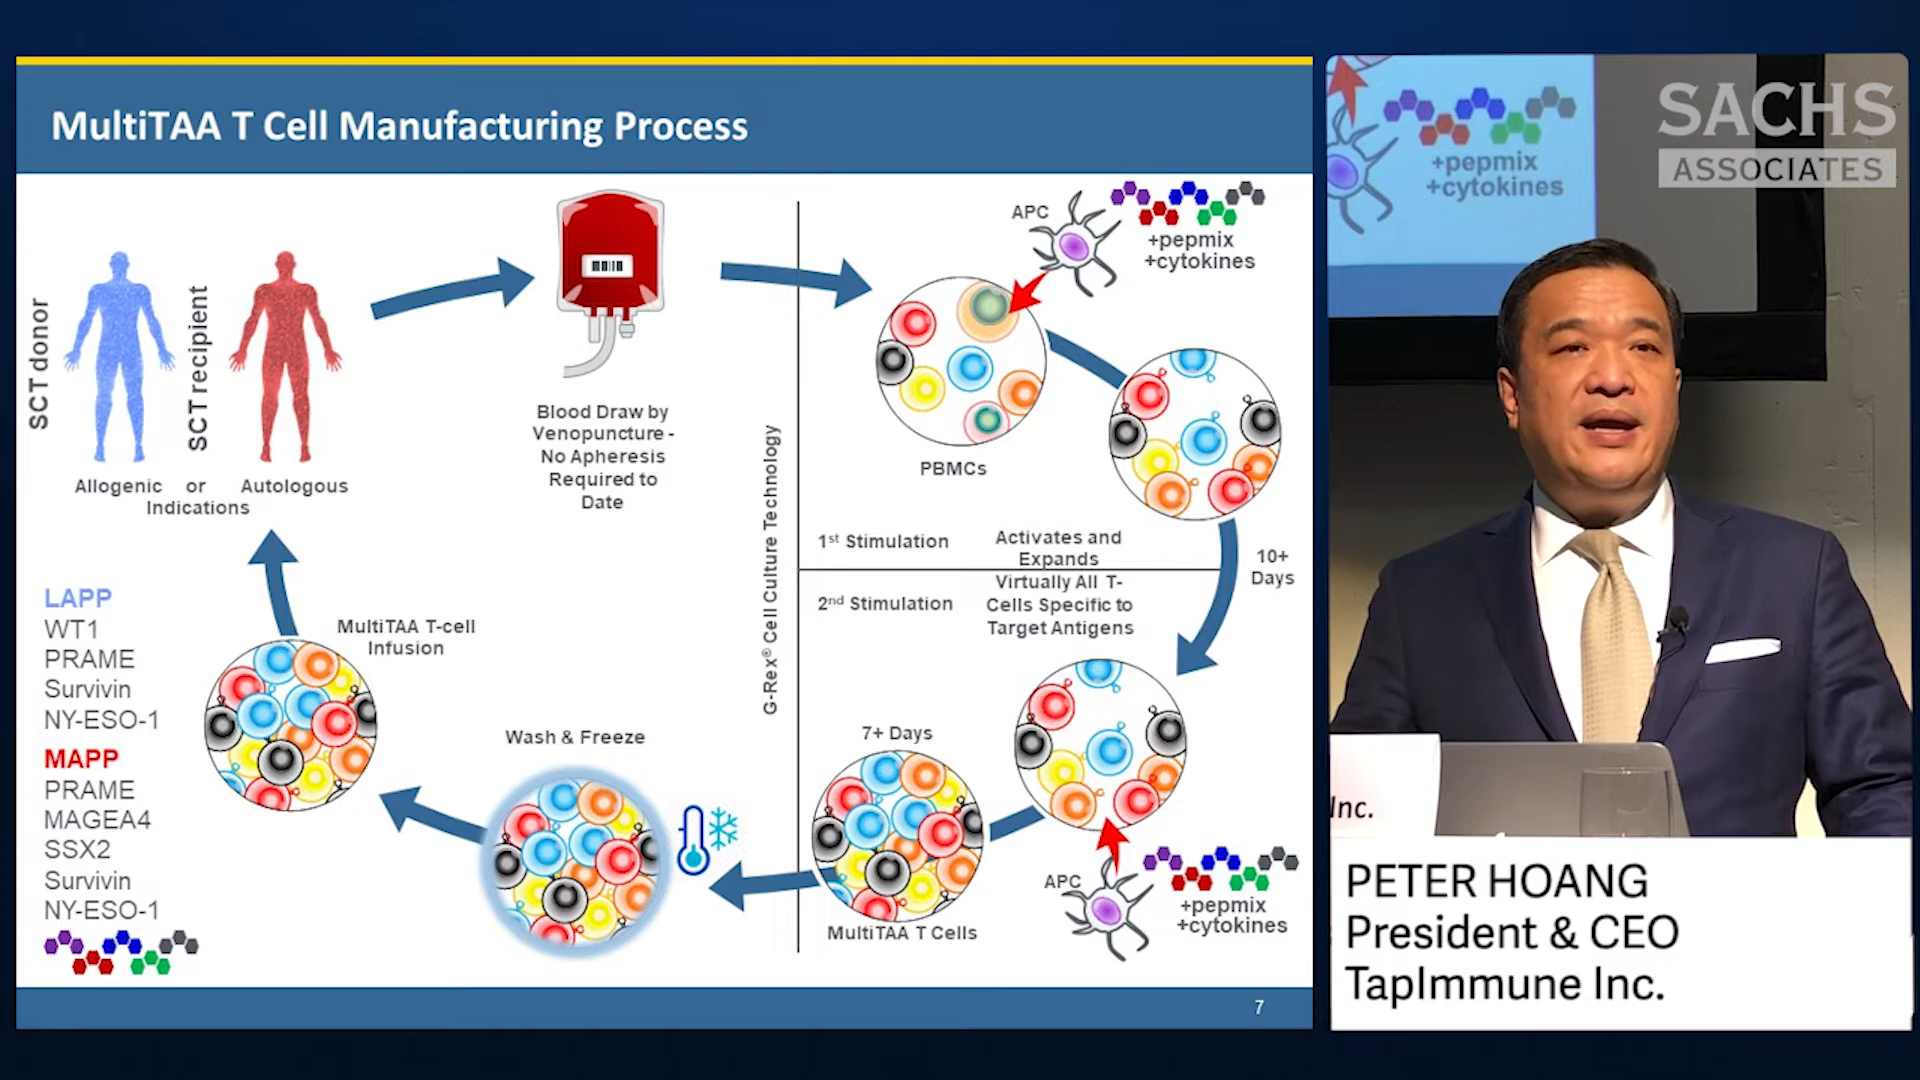 MultiTAA T Cell Manufacturing Process
SCT donor
SCT recipient
Allogenic or Autologous
Indications
Blood Draw by
Venopuncture -
No Apheresis
Required to
Date
G-Rex® Cell Culture Technology
APC
+pepmix
+cytokines
PBMCs
1st Stimulation
Activates and
Expands
Virtually All T-
Cells Specific to
Target Antigens
2nd Stimulation
10+
Days
APC
+pepmix
+cytokines
7+ Days
MultiTAA T Cells
Wash & Freeze
MultiTAA T-cell
Infusion
LAPP
WT1
PRAME
Survivin
NY-ESO-1
MAPP
PRAME
MAGEA4
SSX2
Survivin
NY-ESO-1
7
+pepmix
+cytokines
SACHS
ASSOCIATES
Inc.
PETER HOANG
President & CEO
TapImmune Inc.